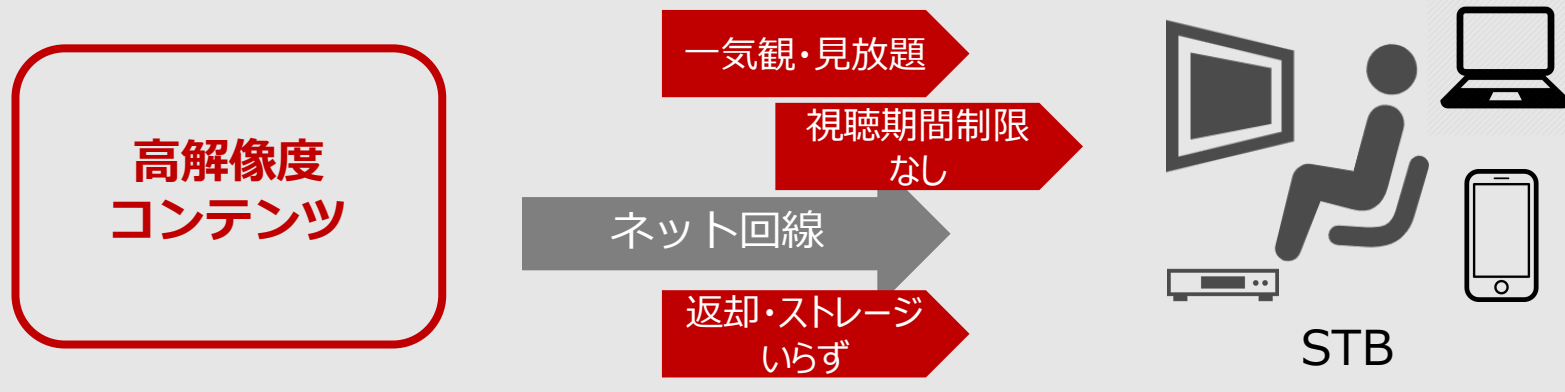 高解像度
コンテンツ
一気観・見放題
視聴期間制限
なし
ネット回線
返却・ストレージ
いらず
STB